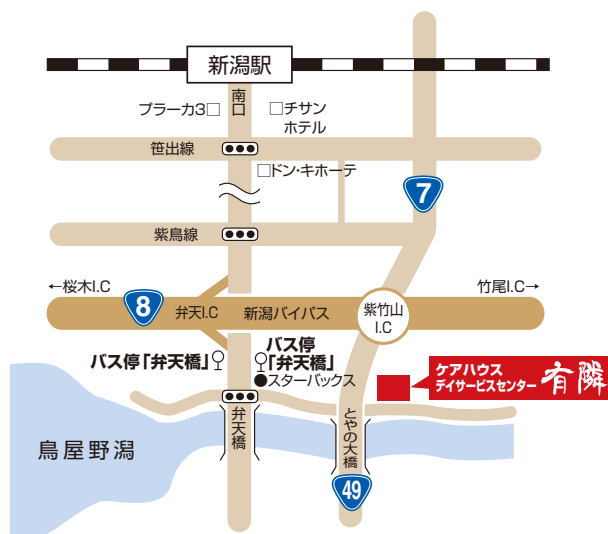 新潟駅
南口
プラーカ3□
□チサン
ホテル
笹出線
□ドン・キホーテ
7
紫鳥線
←桜木I.C
竹尾I.C→
8
弁天I.C
新潟バイパス
紫竹山
I.C
バス停「弁天橋」
バス停
「弁天橋」
●スターバックス
ケアハウス
デイサービスセンター
有隣
弁天橋
とやの大橋
鳥屋野潟
49